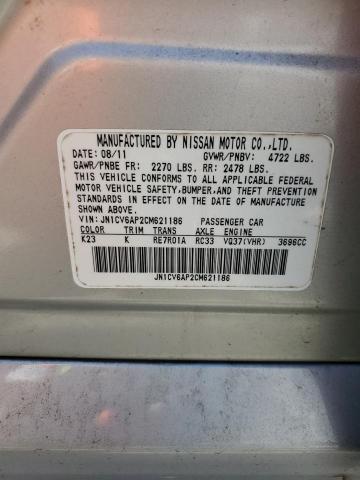 MANUFACTURED BY NISSAN MOTOR CO.,LTD.
DATE: 08/11 GVWR/PNBV: 4722 LBS.
GAWR/PNBE FR: 2270 LBS. RR: 2478 LBS.
THIS VEHICLE CONFORMS TO ALL APPLICABLE FEDERAL
MOTOR VEHICLE SAFETY, BUMPER, AND THEFT PREVENTION
STANDARDS IN EFFECT ON THE DATE OF MANUFACTURE
SHOWN ABOVE.
VIN: JN1CV6AP2CM621186 PASSENGER CAR
COLOR TRIM TRANS AXLE ENGINE
K23 K RE7R01A RC33 VQ37(VHR) 3696CC
JN1CV6AP2CM621186